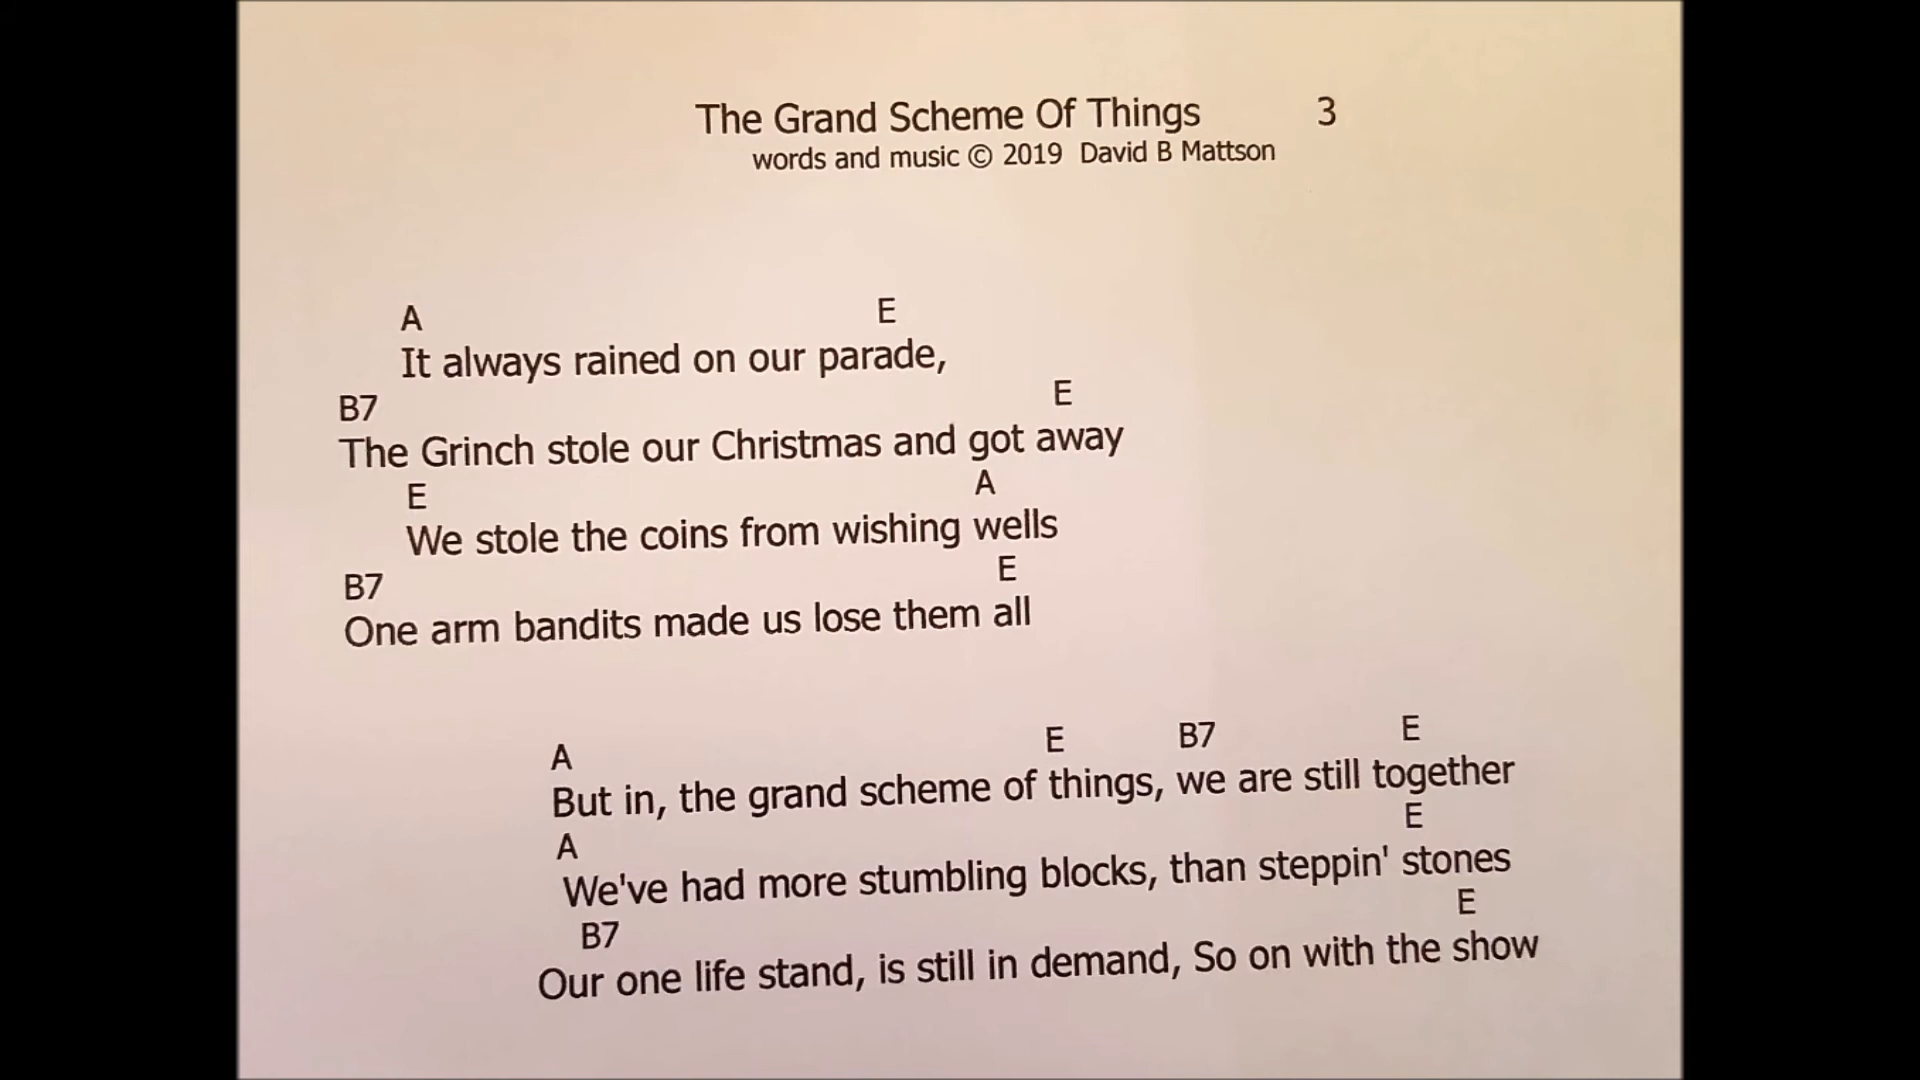 The Grand Scheme Of Things 3
words and music © 2019 David B Mattson
A E
It always rained on our parade,
B7 E
The Grinch stole our Christmas and got away
E A
We stole the coins from wishing wells
B7 E
One arm bandits made us lose them all
A E B7 E
But in, the grand scheme of things, we are still together
A E
We've had more stumbling blocks, than steppin' stones
B7 E
Our one life stand, is still in demand, So on with the show